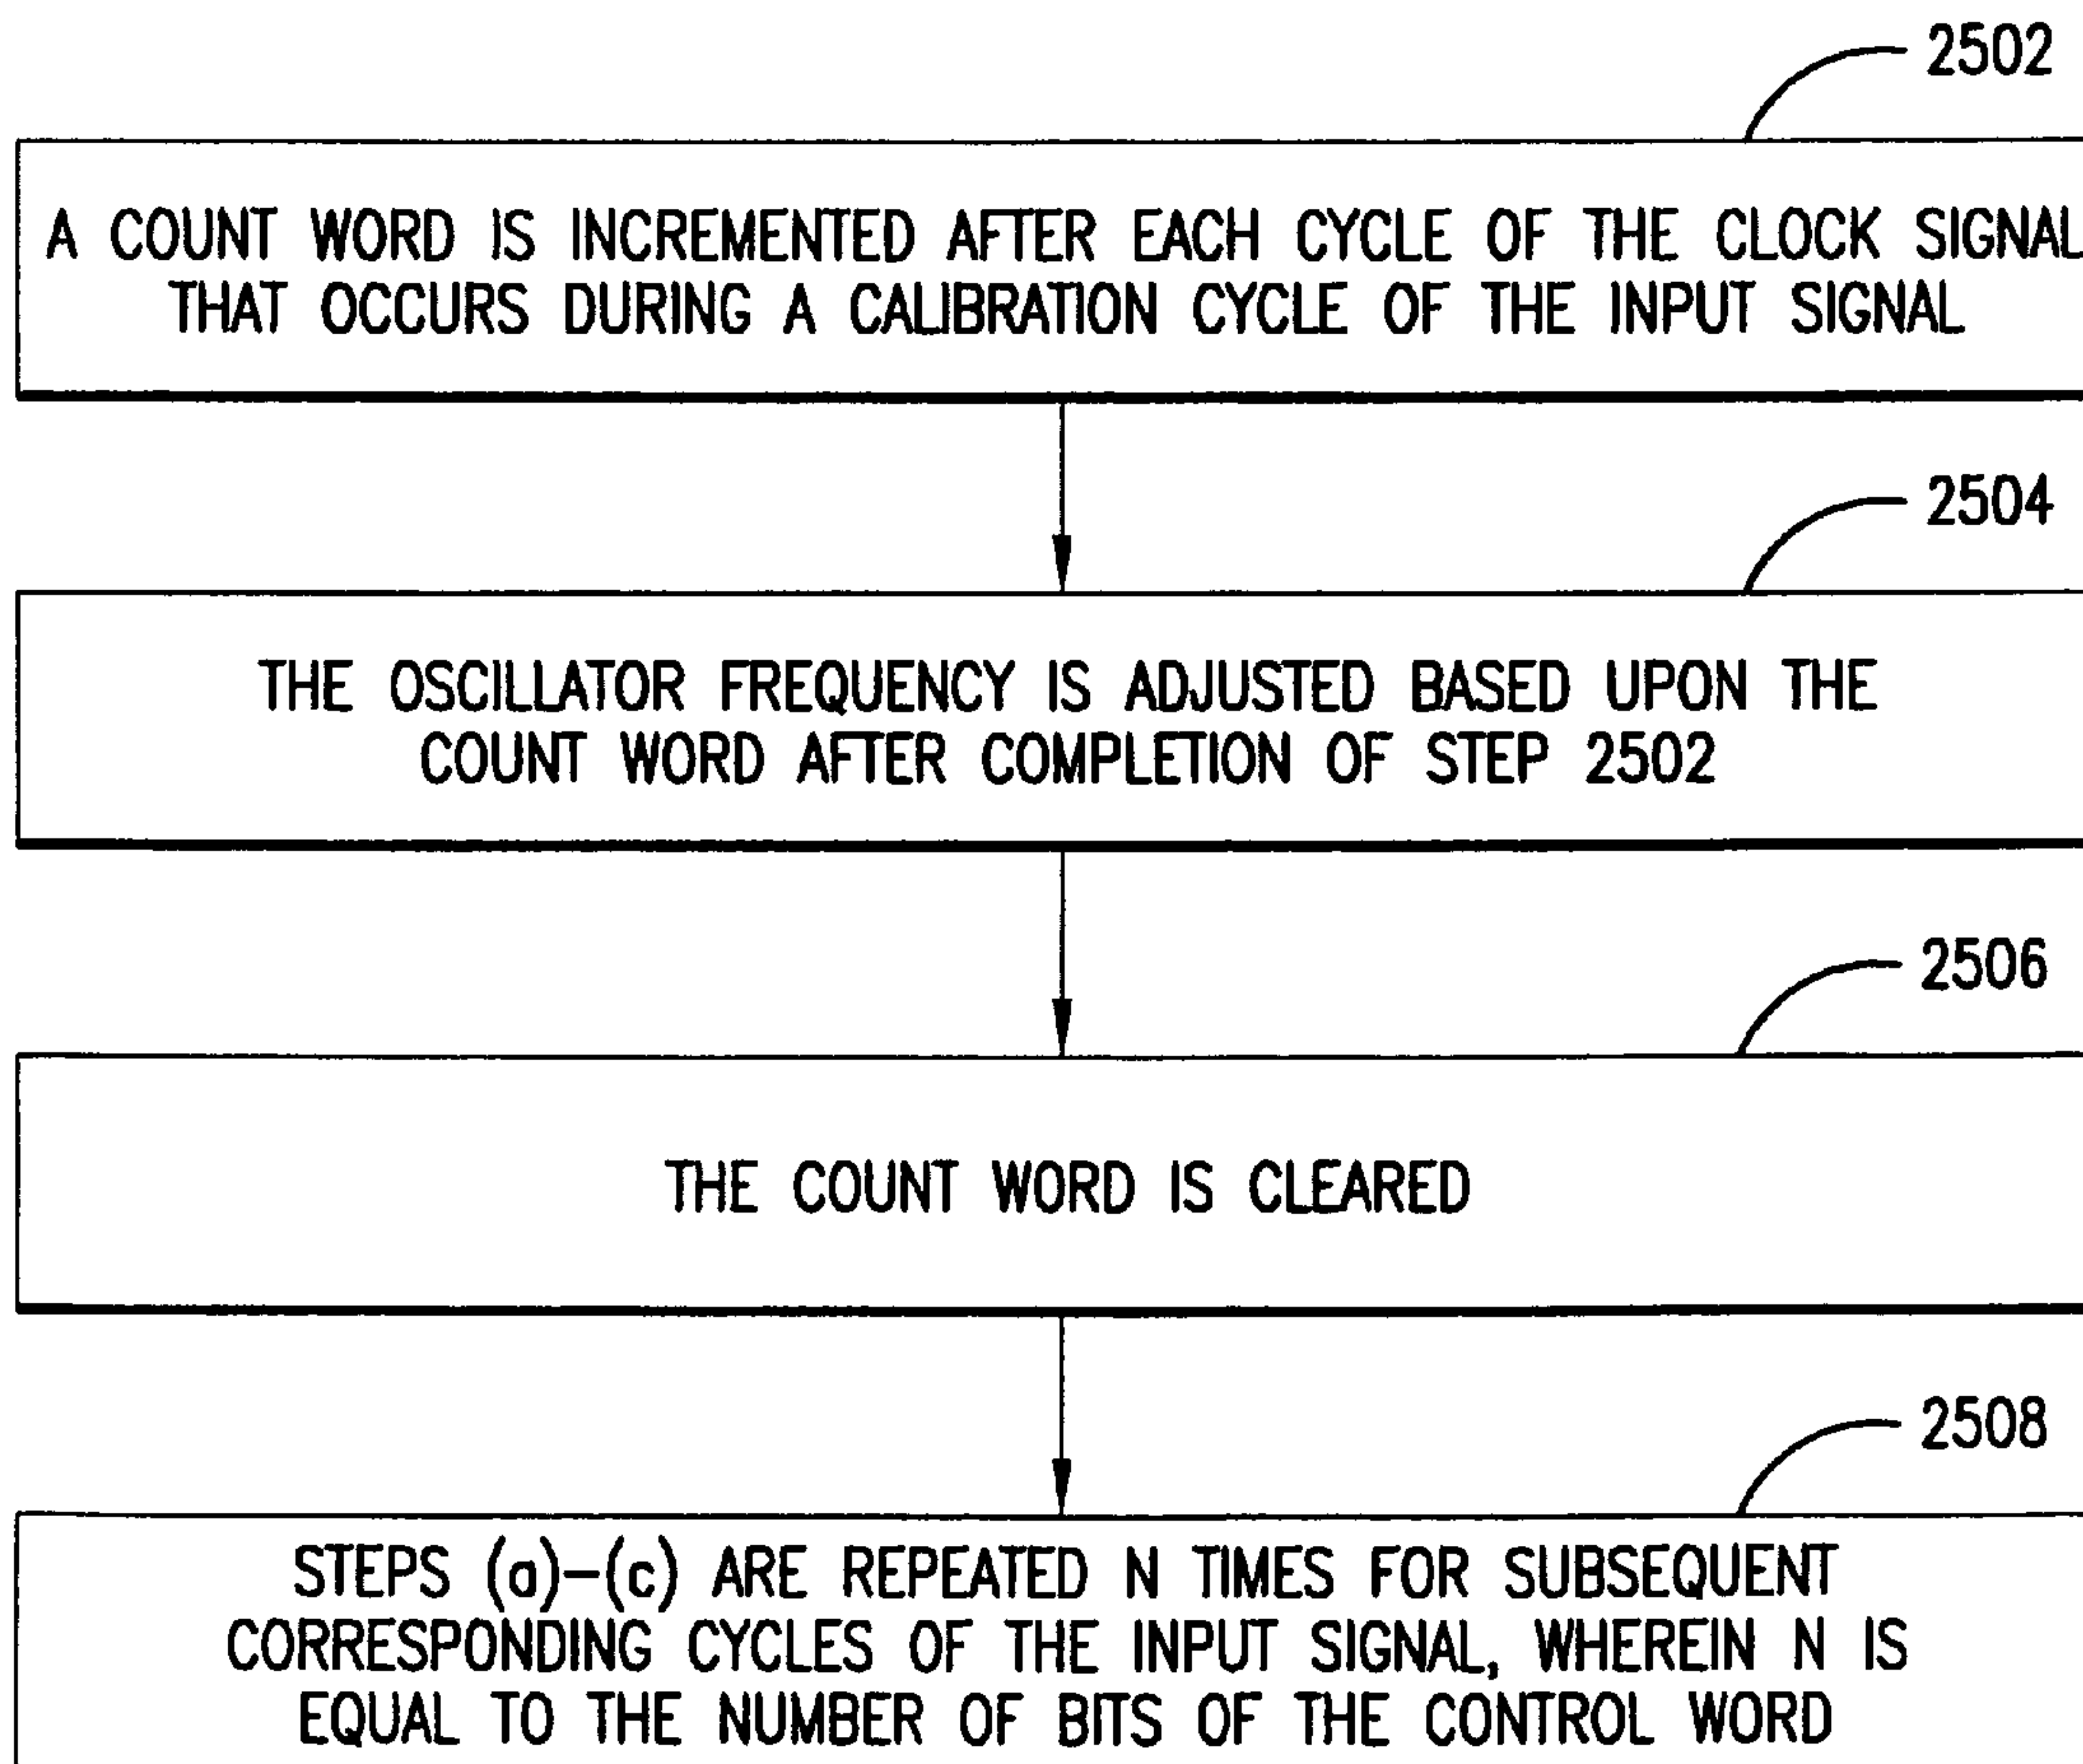 2502
A COUNT WORD IS INCREMENTED AFTER EACH CYCLE OF THE CLOCK SIGNAL
THAT OCCURS DURING A CALIBRATION CYCLE OF THE INPUT SIGNAL
2504
THE OSCILLATOR FREQUENCY IS ADJUSTED BASED UPON THE
COUNT WORD AFTER COMPLETION OF STEP 2502
2506
THE COUNT WORD IS CLEARED
2508
STEPS (a)-(c) ARE REPEATED N TIMES FOR SUBSEQUENT
CORRESPONDING CYCLES OF THE INPUT SIGNAL, WHEREIN N IS
EQUAL TO THE NUMBER OF BITS OF THE CONTROL WORD